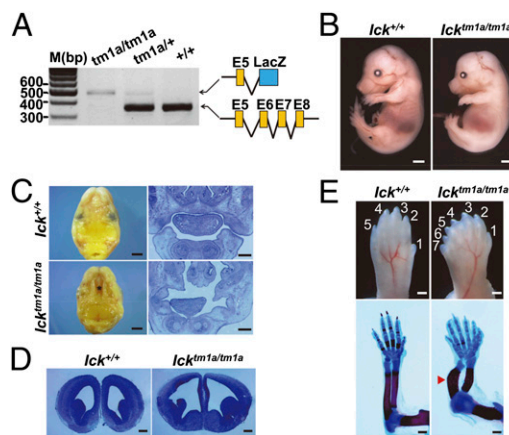 A
M(bp)
tm1a/tm1a
tm1a/+
+/+
600
500
400
300
E5 LacZ
E5 E6 E7 E8
B
Ick+/+
Icktm1a/tm1a
C
Ick+/+
Icktm1a/tm1a
D
Ick+/+
Icktm1a/tm1a
E
Ick+/+
Icktm1a/tm1a
5 4 3 2 1
7 6 5 4 3 2 1